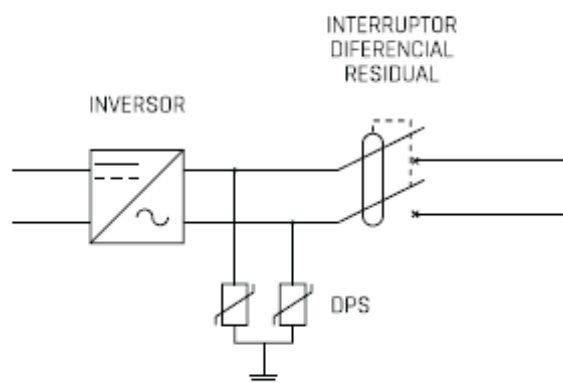 INTERRUPTOR
DIFERENCIAL
RESIDUAL
INVERSOR
DPS